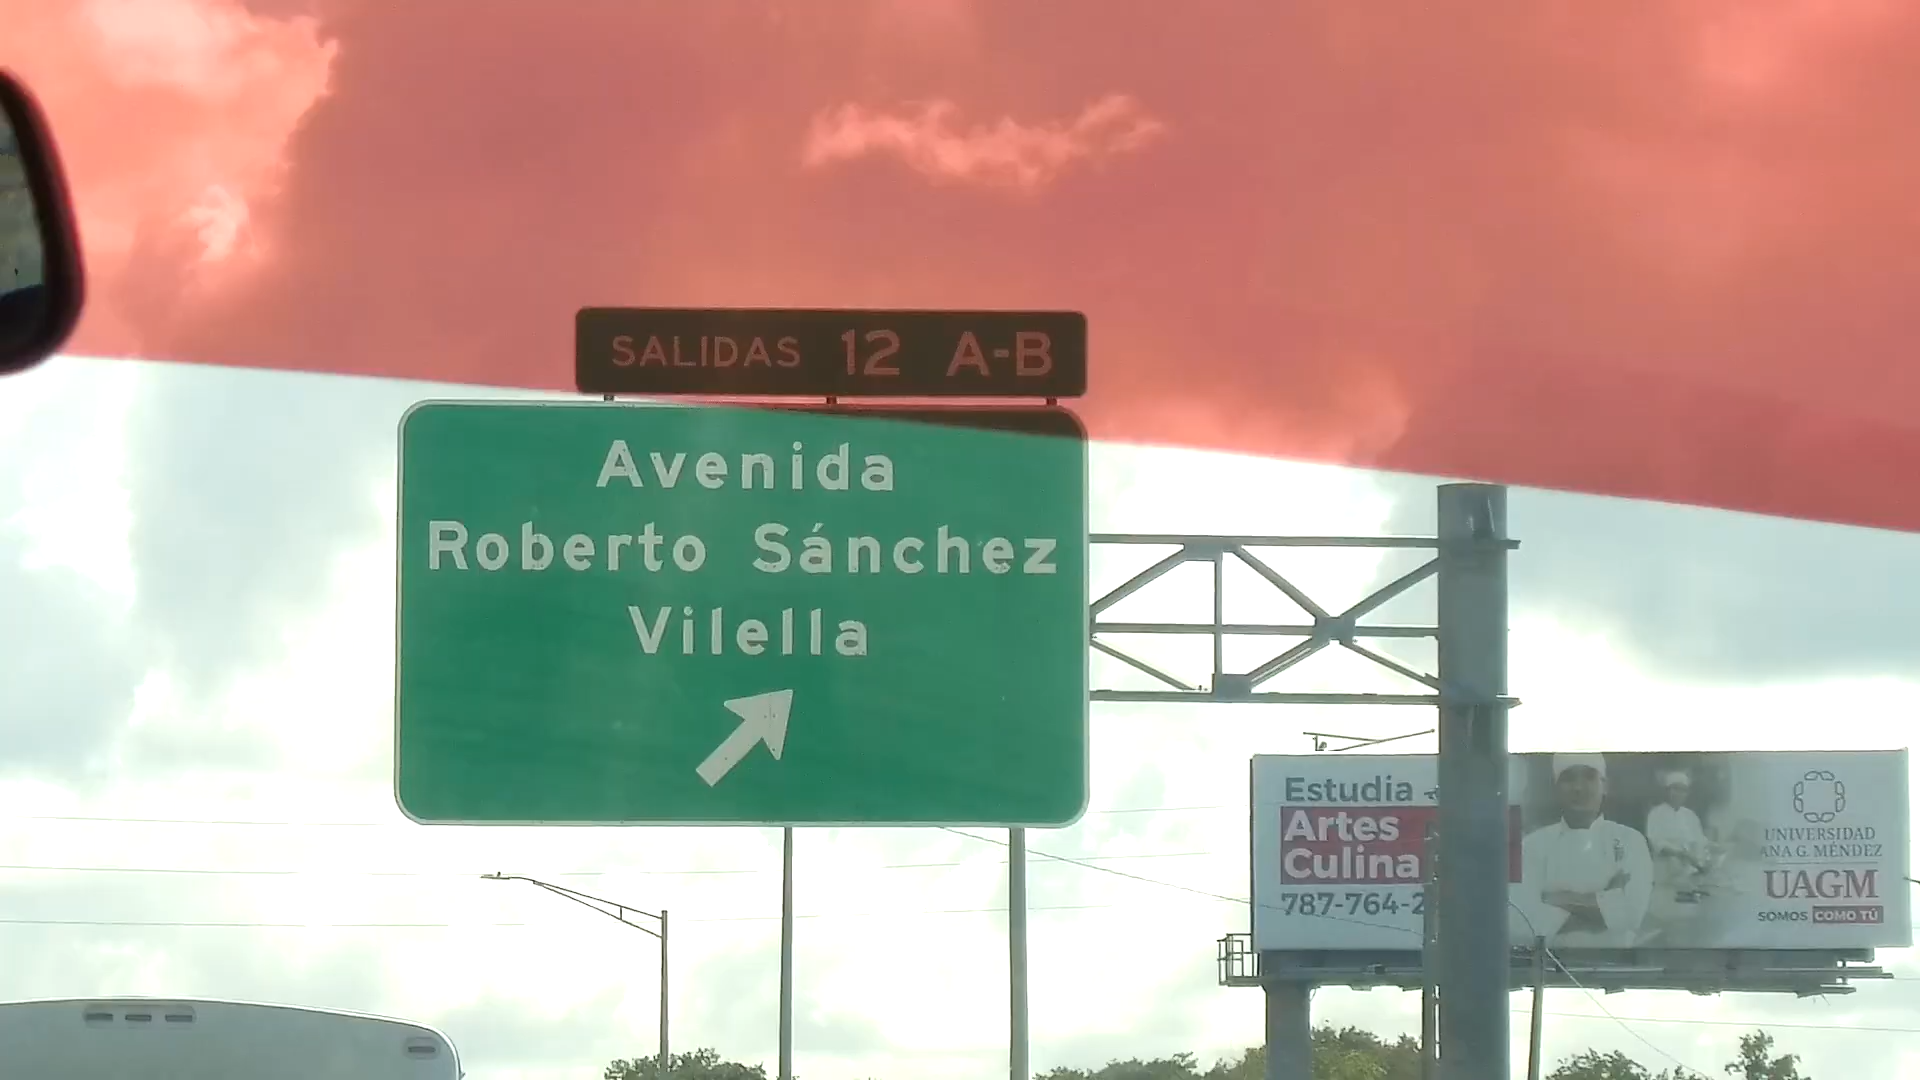 SALIDAS 12 A-B
Avenida
Roberto Sánchez
Vilella
Estudia
Artes
Culina
787-764-2
UNIVERSIDAD
ANA G. MÉNDEZ
UAGM
SOMOS COMO TÚ